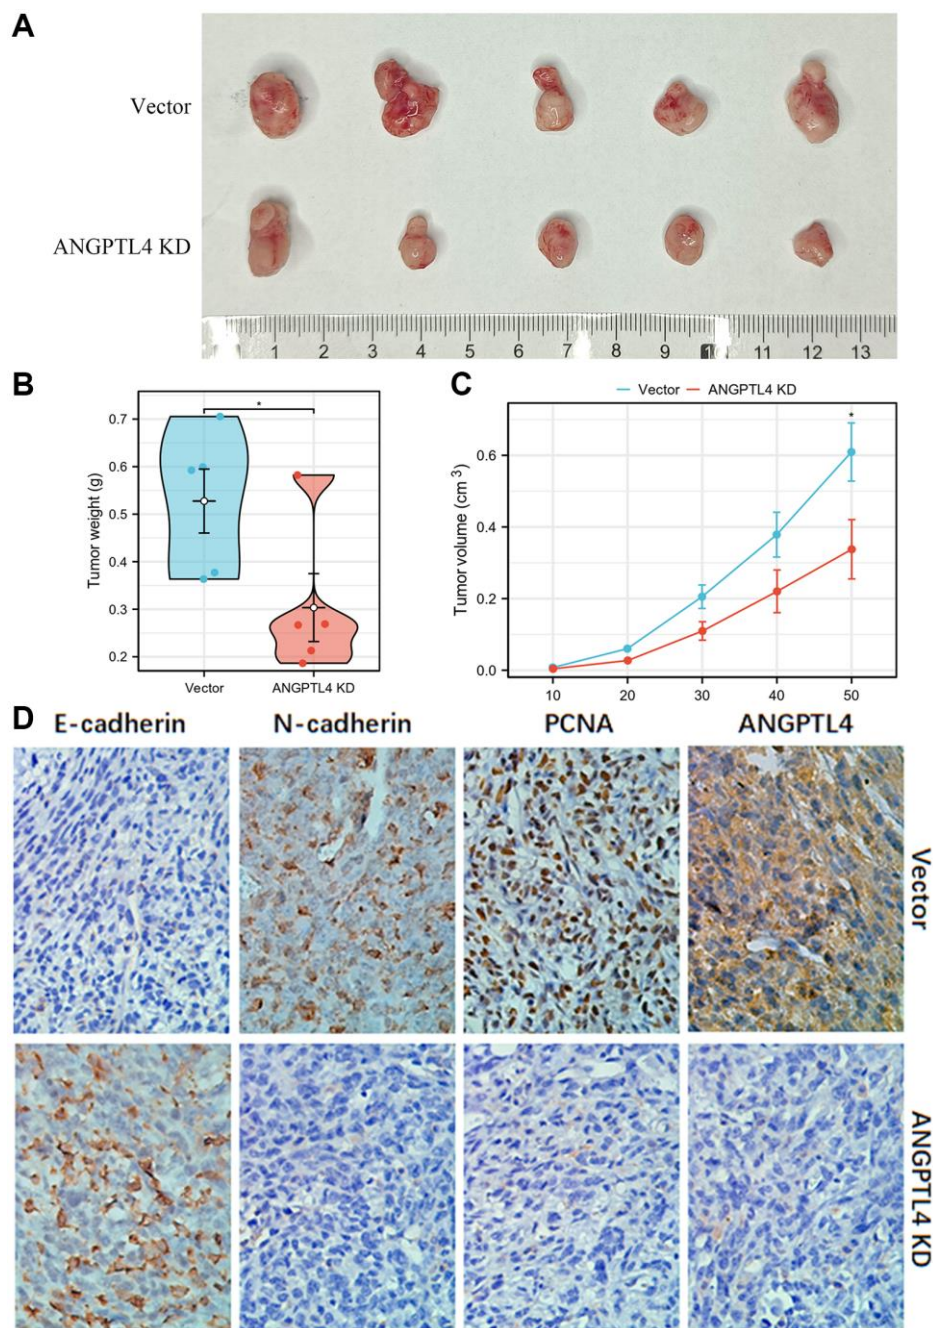 A
Vector
ANGPTL4 KD
1 2 3 4 5 6 7 8 9 10 11 12 13
B
Tumor weight (g)
0.7
0.6
0.5
0.4
0.3
0.2
*
Vector ANGPTL4 KD
C
Vector ANGPTL4 KD
Tumor volume (cm³)
0.6
0.4
0.2
0.0
*
10 20 30 40 50
D
E-cadherin N-cadherin PCNA ANGPTL4
Vector
ANGPTL4 KD